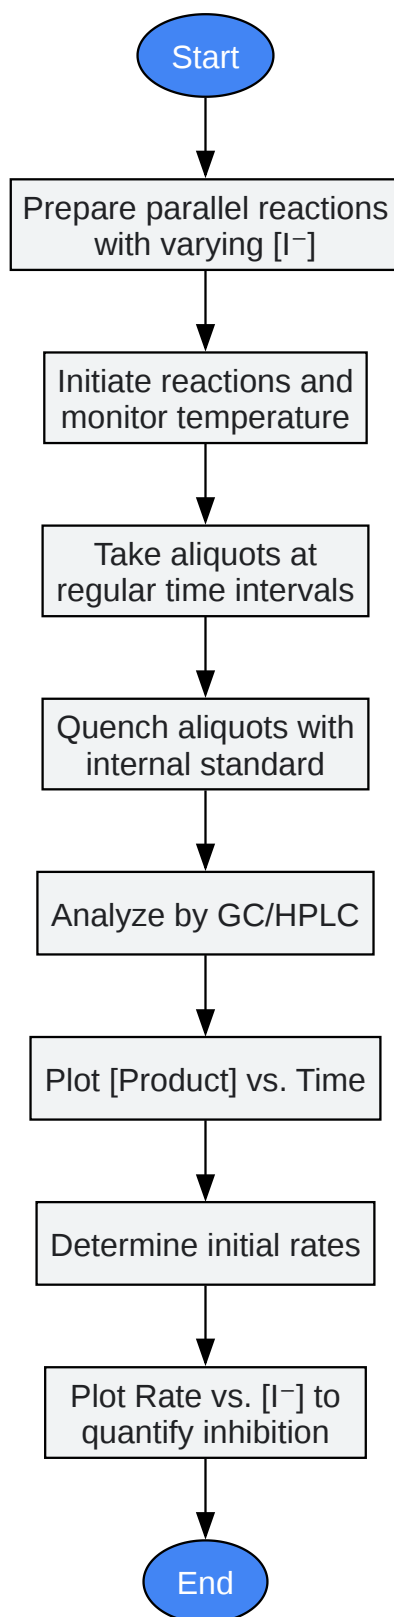 Start
Prepare parallel reactions
with varying [I⁻]
Initiate reactions and
monitor temperature
Take aliquots at
regular time intervals
Quench aliquots with
internal standard
Analyze by GC/HPLC
Plot [Product] vs. Time
Determine initial rates
Plot Rate vs. [I⁻] to
quantify inhibition
End